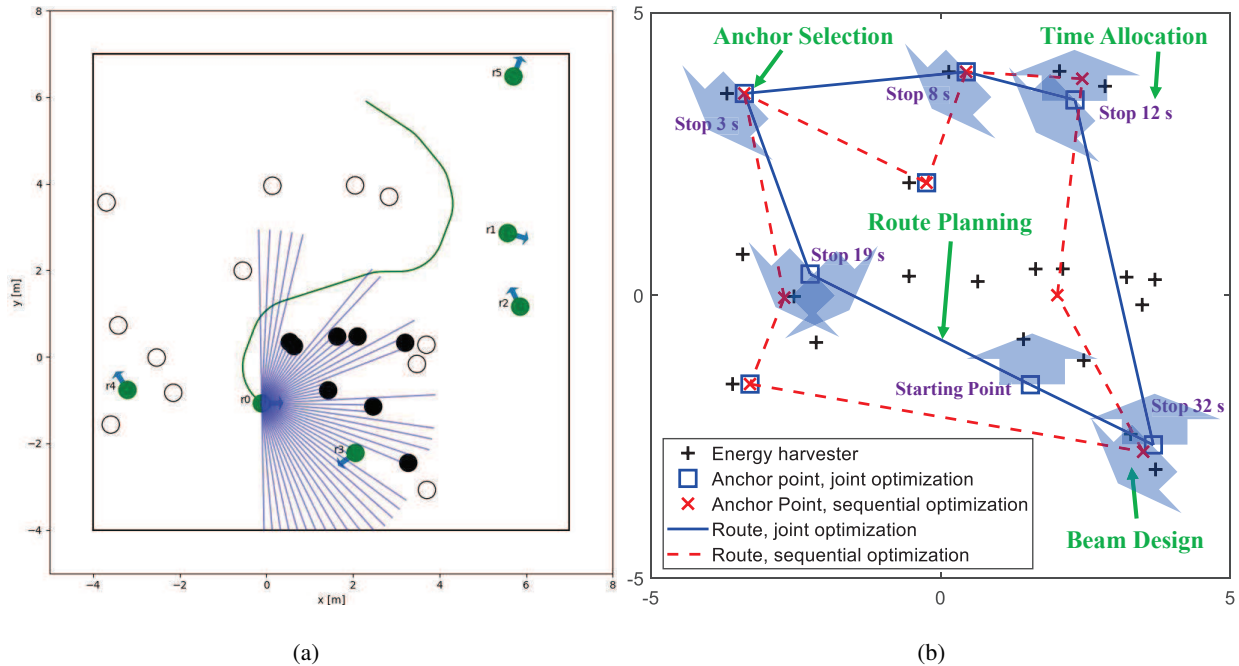 8
6
4
2
0
−2
−4
y [m]
−4
−2
0
2
4
6
8
x [m]
r5
r1
r2
r4
r0
r3
(a)
5
0
-5
-5
0
5
Anchor Selection
Time Allocation
Stop 8 s
Stop 3 s
Stop 12 s
Route Planning
Stop 19 s
Starting Point
Stop 32 s
Beam Design
Energy harvester
Anchor point, joint optimization
Anchor Point, sequential optimization
Route, joint optimization
Route, sequential optimization
(b)